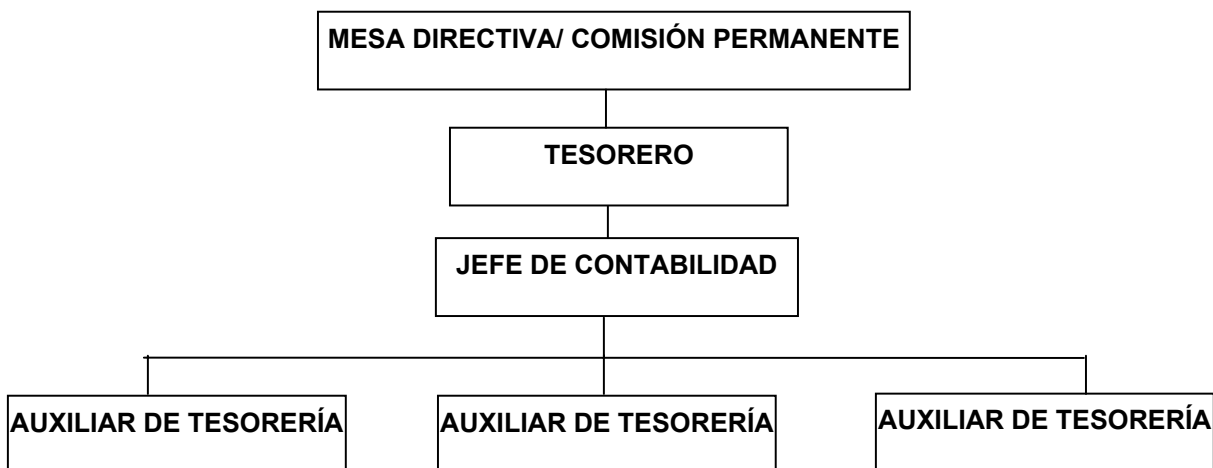 MESA DIRECTIVA/ COMISIÓN PERMANENTE
TESORERO
JEFE DE CONTABILIDAD
AUXILIAR DE TESORERÍA
AUXILIAR DE TESORERÍA
AUXILIAR DE TESORERÍA